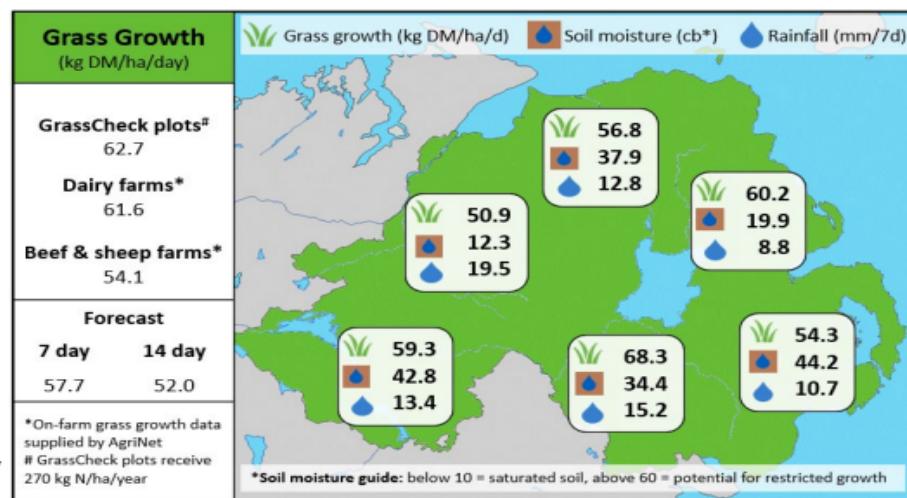 Grass Growth
(kg DM/ha/day)
GrassCheck plots#
62.7
Dairy farms*
61.6
Beef & sheep farms*
54.1
Forecast
7 day 14 day
57.7 52.0
*On-farm grass growth data
supplied by AgriNet
# GrassCheck plots receive
270 kg N/ha/year
Grass growth (kg DM/ha/d) Soil moisture (cb*) Rainfall (mm/7d)
56.8
37.9
12.8
60.2
19.9
8.8
50.9
12.3
19.5
59.3
42.8
13.4
68.3
34.4
15.2
54.3
44.2
10.7
*Soil moisture guide: below 10 = saturated soil, above 60 = potential for restricted growth